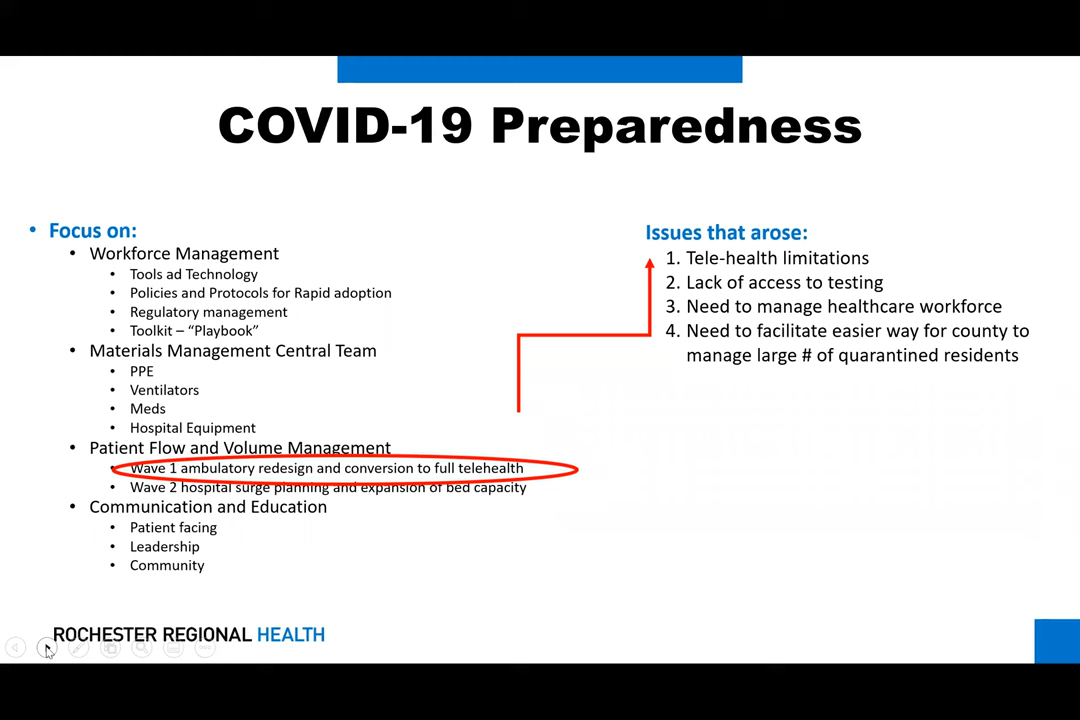 COVID-19 Preparedness
• Focus on:
• Workforce Management
• Tools ad Technology
• Policies and Protocols for Rapid adoption
• Regulatory management
• Toolkit – “Playbook”
• Materials Management Central Team
• PPE
• Ventilators
• Meds
• Hospital Equipment
• Patient Flow and Volume Management
• Wave 1 ambulatory redesign and conversion to full telehealth
• Wave 2 hospital surge planning and expansion of bed capacity
• Communication and Education
• Patient facing
• Leadership
• Community
Issues that arose:
1. Tele-health limitations
2. Lack of access to testing
3. Need to manage healthcare workforce
4. Need to facilitate easier way for county to
manage large # of quarantined residents
ROCHESTER REGIONAL HEALTH